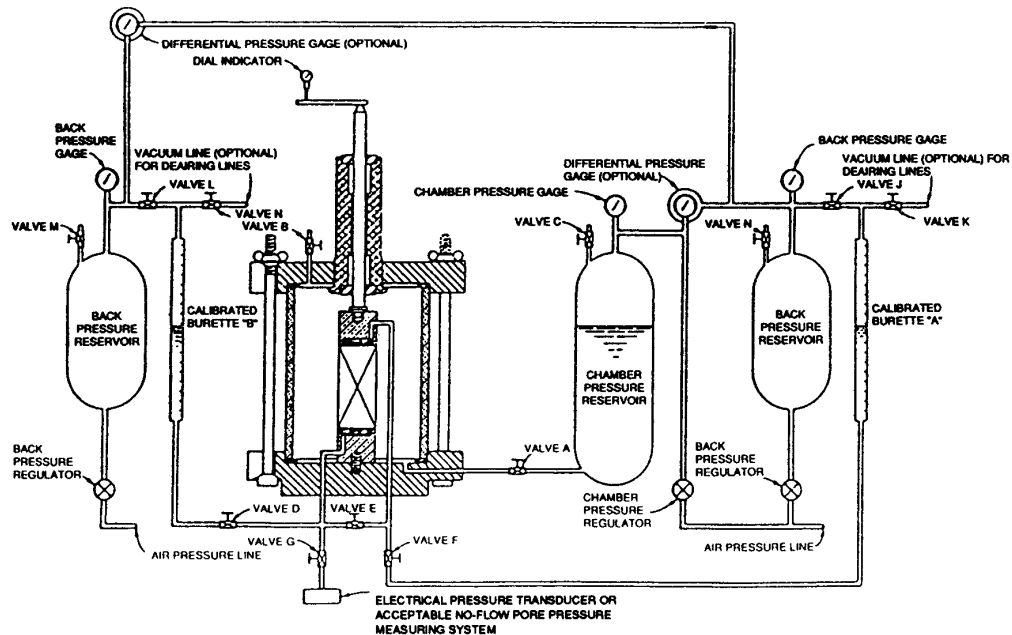 DIFFERENTIAL PRESSURE GAGE (OPTIONAL)
DIAL INDICATOR
BACK
PRESSURE
GAGE
VACUUM LINE (OPTIONAL)
FOR DEAIRING LINES
VALVE L
VALVE N
VALVE B
VALVE M
BACK
PRESSURE
RESERVOIR
CALIBRATED
BURETTE "B"
BACK
PRESSURE
REGULATOR
AIR PRESSURE LINE
VALVE D
VALVE E
VALVE G
VALVE F
ELECTRICAL PRESSURE TRANSDUCER OR
ACCEPTABLE NO-FLOW PORE PRESSURE
MEASURING SYSTEM
DIFFERENTIAL PRESSURE
GAGE (OPTIONAL)
CHAMBER PRESSURE GAGE
VALVE C
CHAMBER
PRESSURE
RESERVOIR
VALVE A
CHAMBER
PRESSURE
REGULATOR
BACK PRESSURE GAGE
VACUUM LINE (OPTIONAL) FOR
DEAIRING LINES
VALVE J
VALVE K
VALVE N
BACK
PRESSURE
RESERVOIR
CALIBRATED
BURETTE "A"
BACK
PRESSURE
REGULATOR
AIR PRESSURE LINE